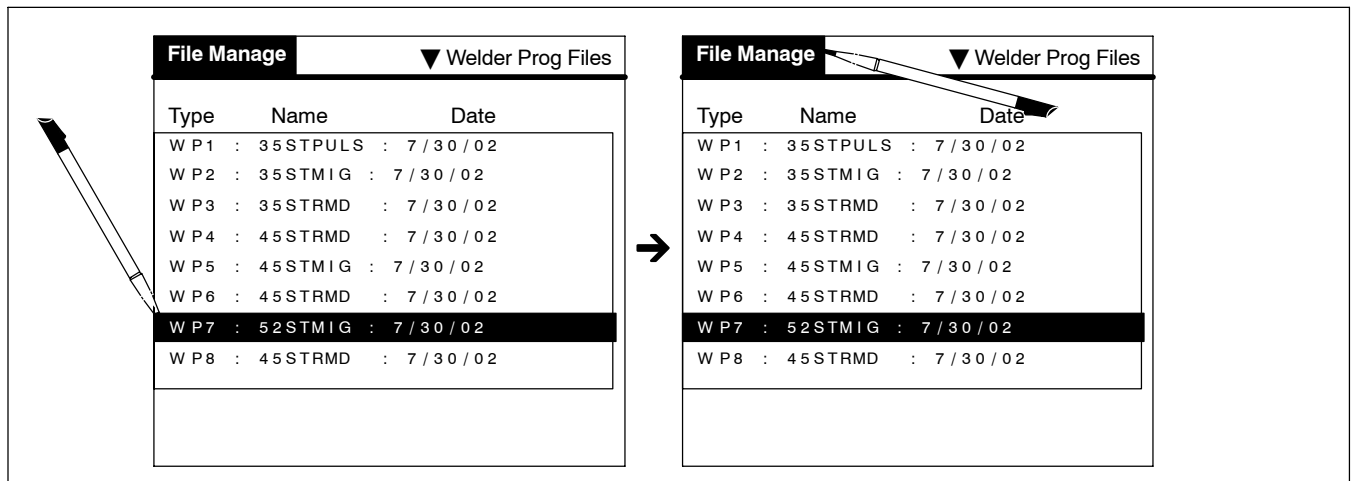 File Manage ▼ Welder Prog Files
Type Name Date
WP1 : 35STPULS : 7/30/02
WP2 : 35STMIG : 7/30/02
WP3 : 35STRMD : 7/30/02
WP4 : 45STRMD : 7/30/02
WP5 : 45STMIG : 7/30/02
WP6 : 45STRMD : 7/30/02
WP7 : 52STMIG : 7/30/02
WP8 : 45STRMD : 7/30/02
➔
File Manage ▼ Welder Prog Files
Type Name Date
WP1 : 35STPULS : 7/30/02
WP2 : 35STMIG : 7/30/02
WP3 : 35STRMD : 7/30/02
WP4 : 45STRMD : 7/30/02
WP5 : 45STMIG : 7/30/02
WP6 : 45STRMD : 7/30/02
WP7 : 52STMIG : 7/30/02
WP8 : 45STRMD : 7/30/02